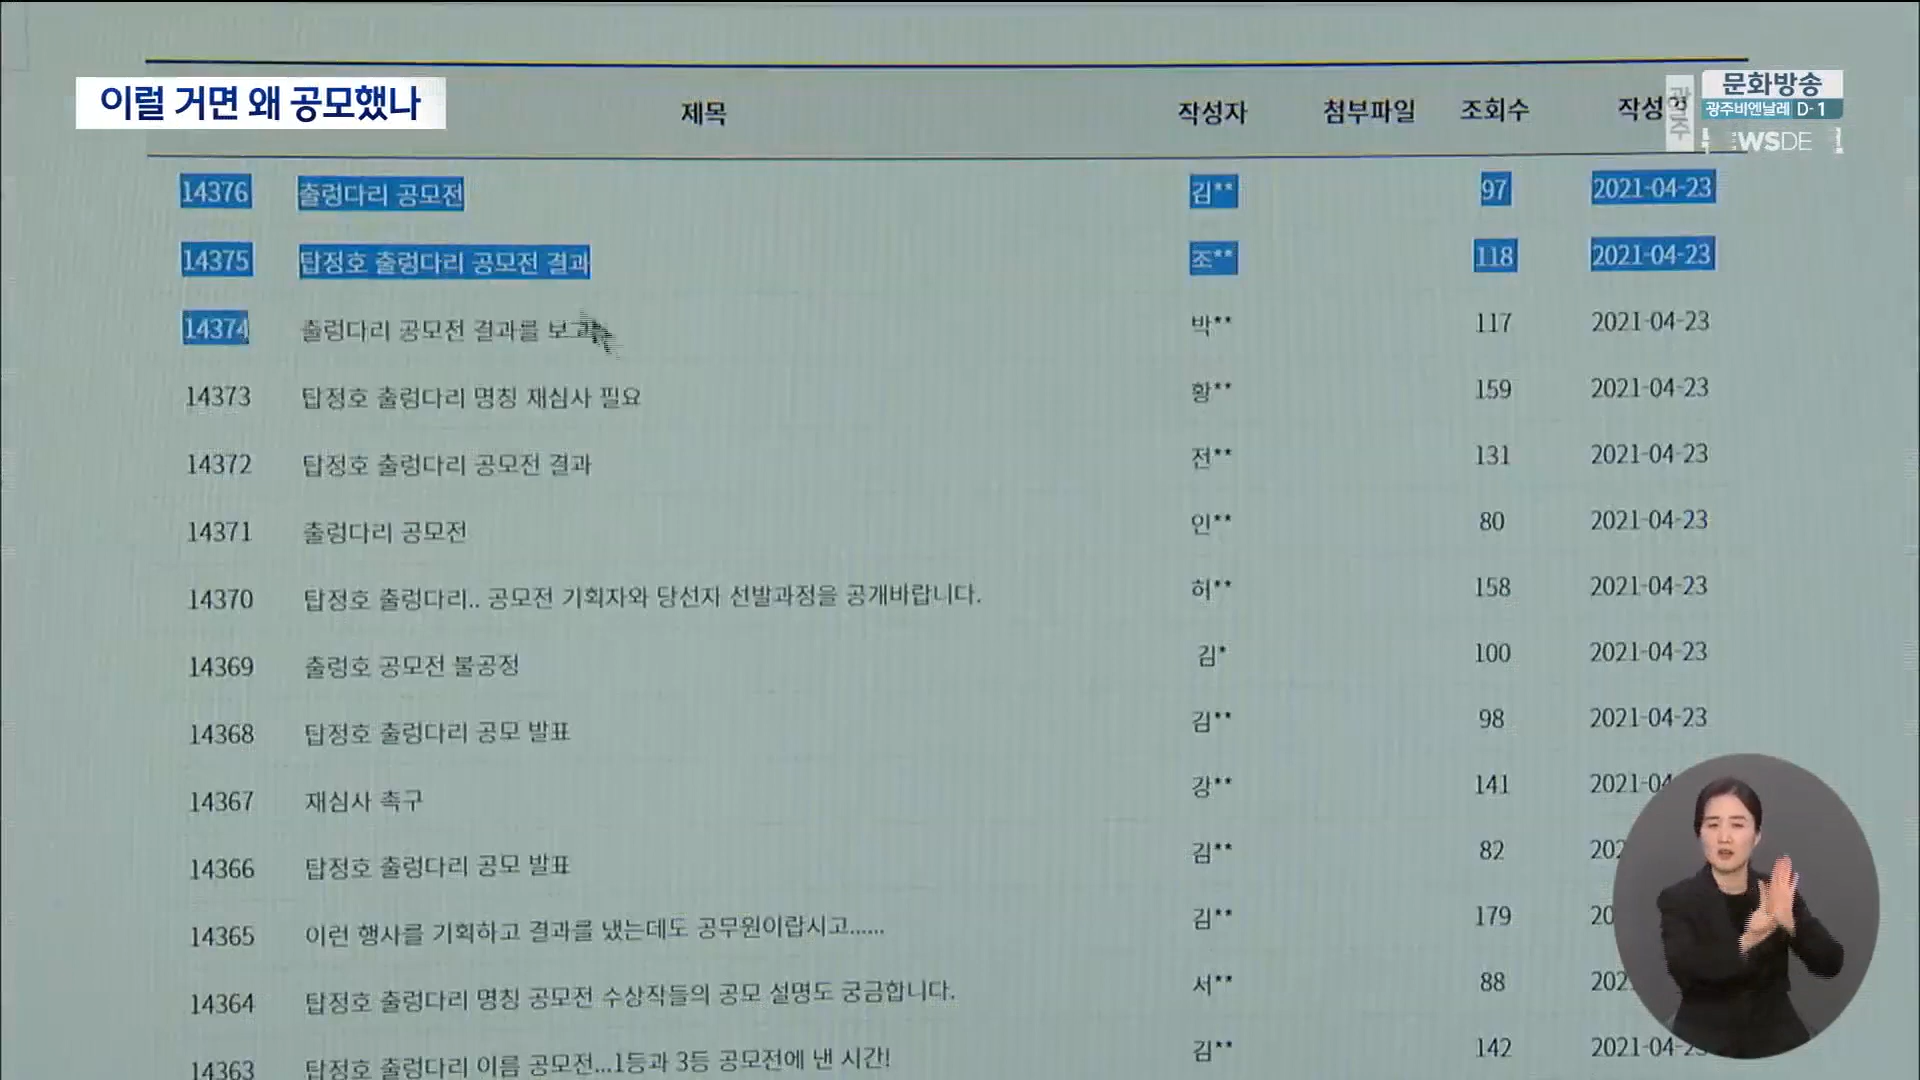 이럴 거면 왜 공모했나
문화방송
광주비엔날레 D-1
광주
제목 작성자 첨부파일 조회수
14376 출렁다리 공모전 김** 97 2021-04-23
14375 탑정호 출렁다리 공모전 결과 조** 118 2021-04-23
14374 출렁다리 공모전 결과를 보고 박** 117 2021-04-23
14373 탑정호 출렁다리 명칭 재심사 필요 황** 159 2021-04-23
14372 탑정호 출렁다리 공모전 결과 전** 131 2021-04-23
14371 출렁다리 공모전 인** 80 2021-04-23
14370 탑정호 출렁다리.. 공모전 기획자와 당선자 선발과정을 공개바랍니다. 허** 158 2021-04-23
14369 출렁호 공모전 불공정 김* 100 2021-04-23
14368 탑정호 출렁다리 공모 발표 김** 98 2021-04-23
14367 재심사 촉구 강** 141 2021-04
14366 탑정호 출렁다리 공모 발표 김** 82 202
14365 이런 행사를 기획하고 결과를 냈는데도 공무원이랍시고...... 김** 179 20
14364 탑정호 출렁다리 명칭 공모전 수상작들의 공모 설명도 궁금합니다. 서** 88 202
14363 탑정호 출렁다리 이름 공모전...1등과 3등 공모전에 낸 시간! 김** 142 2021-04-23